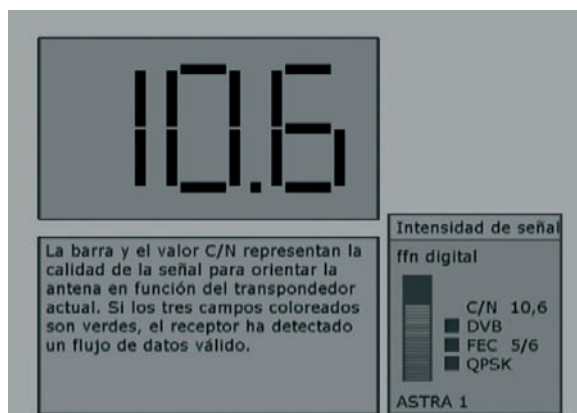 10.6
La barra y el valor C/N representan la
calidad de la señal para orientar la
antena en función del transpondedor
actual. Si los tres campos coloreados
son verdes, el receptor ha detectado
un flujo de datos válido.
Intensidad de señal
ffn digital
C/N 10,6
DVB
FEC 5/6
QPSK
ASTRA 1